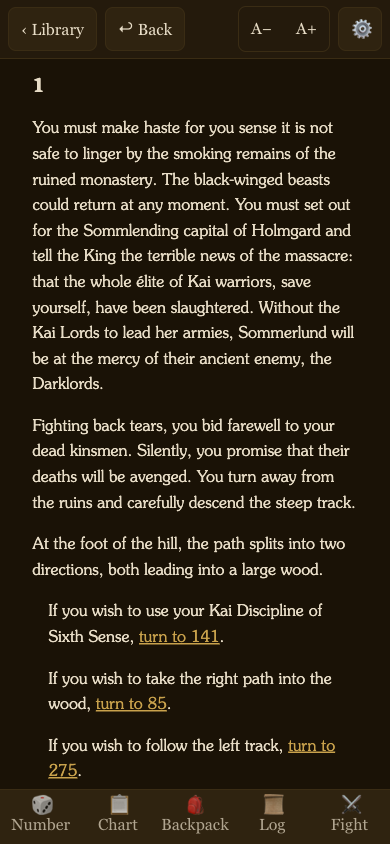 ‹ Library
↩ Back
A−
A+
1
You must make haste for you sense it is not
safe to linger by the smoking remains of the
ruined monastery. The black-winged beasts
could return at any moment. You must set out
for the Sommlending capital of Holmgard and
tell the King the terrible news of the massacre:
that the whole élite of Kai warriors, save
yourself, have been slaughtered. Without the
Kai Lords to lead her armies, Sommerlund will
be at the mercy of their ancient enemy, the
Darklords.
Fighting back tears, you bid farewell to your
dead kinsmen. Silently, you promise that their
deaths will be avenged. You turn away from
the ruins and carefully descend the steep track.
At the foot of the hill, the path splits into two
directions, both leading into a large wood.
If you wish to use your Kai Discipline of
Sixth Sense, turn to 141.
If you wish to take the right path into the
wood, turn to 85.
If you wish to follow the left track, turn to
275.
Number
Chart
Backpack
Log
Fight